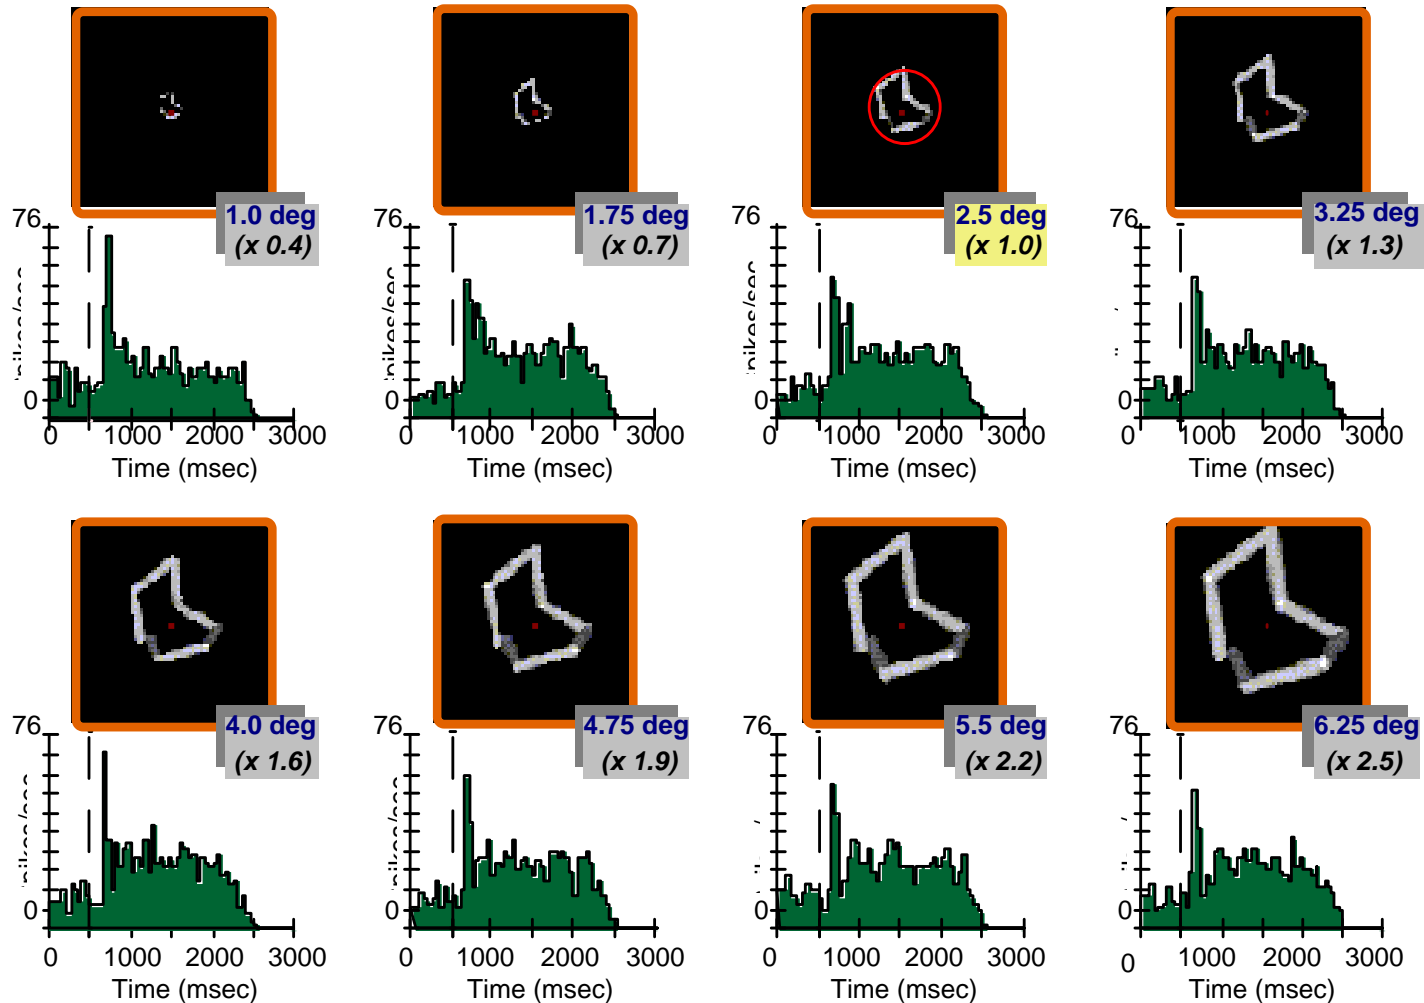 1.0 deg
(x 0.4)
1.75 deg
(x 0.7)
2.5 deg
(x 1.0)
3.25 deg
(x 1.3)
76
76
76
76
0
0
0
0
0 1000 2000 3000
0 1000 2000 3000
0 1000 2000 3000
0 1000 2000 3000
Time (msec)
Time (msec)
Time (msec)
Time (msec)
4.0 deg
(x 1.6)
4.75 deg
(x 1.9)
5.5 deg
(x 2.2)
6.25 deg
(x 2.5)
76
76
76
76
0
0
0
0
0 1000 2000 3000
0 1000 2000 3000
0 1000 2000 3000
0 1000 2000 3000
Time (msec)
Time (msec)
Time (msec)
Time (msec)